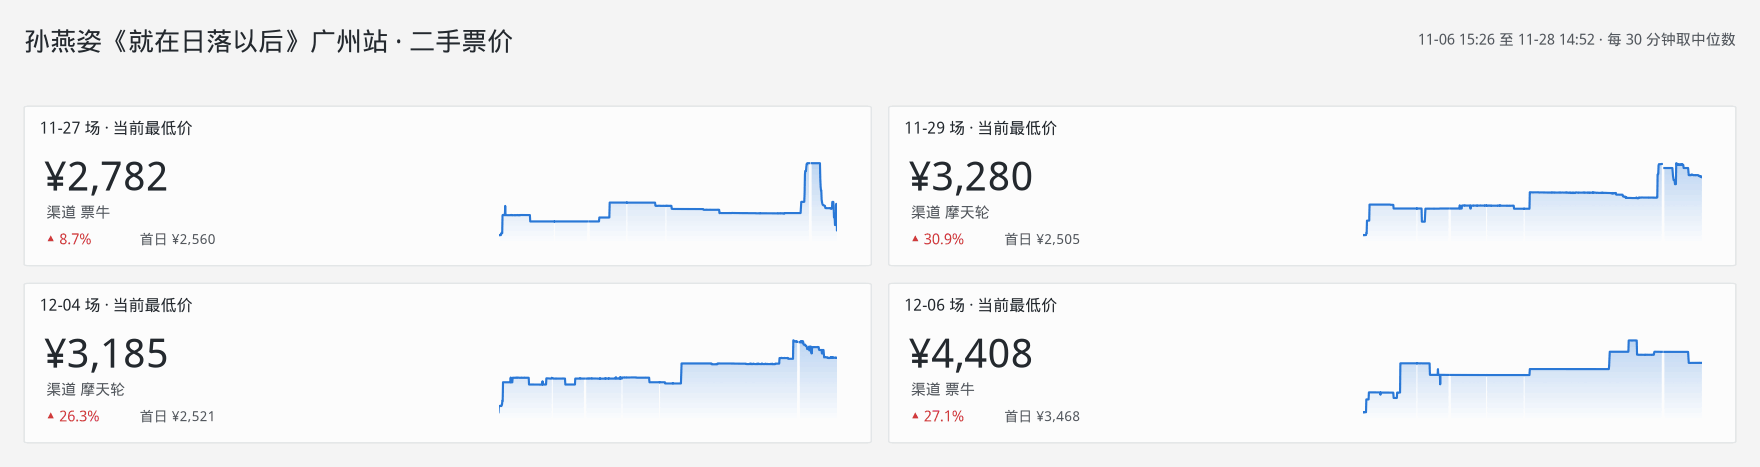 孙燕姿《就在日落以后》广州站 · 二手票价
11-06 15:26 至 11-28 14:52 · 每 30 分钟取中位数
11-27 场 · 当前最低价
¥2,782
渠道 票牛
▲ 8.7% 首日 ¥2,560
11-29 场 · 当前最低价
¥3,280
渠道 摩天轮
▲ 30.9% 首日 ¥2,505
12-04 场 · 当前最低价
¥3,185
渠道 摩天轮
▲ 26.3% 首日 ¥2,521
12-06 场 · 当前最低价
¥4,408
渠道 票牛
▲ 27.1% 首日 ¥3,468